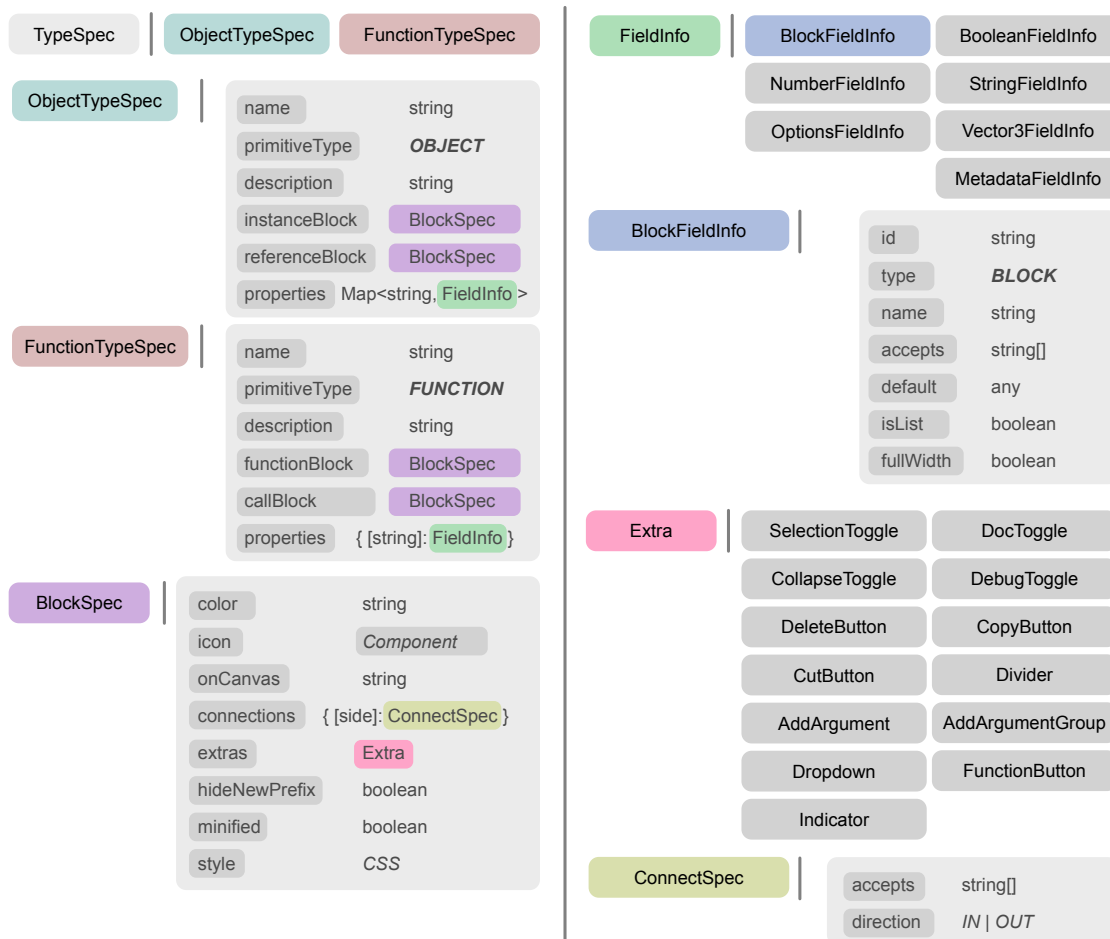 TypeSpec ObjectTypeSpec FunctionTypeSpec
ObjectTypeSpec
name string
primitiveType OBJECT
description string
instanceBlock BlockSpec
referenceBlock BlockSpec
properties Map<string, FieldInfo >
FunctionTypeSpec
name string
primitiveType FUNCTION
description string
functionBlock BlockSpec
callBlock BlockSpec
properties { [string]: FieldInfo }
BlockSpec
color string
icon Component
onCanvas string
connections { [side]: ConnectSpec }
extras Extra
hideNewPrefix boolean
minified boolean
style CSS
FieldInfo BlockFieldInfo BooleanFieldInfo
NumberFieldInfo StringFieldInfo
OptionsFieldInfo Vector3FieldInfo
MetadataFieldInfo
BlockFieldInfo
id string
type BLOCK
name string
accepts string[]
default any
isList boolean
fullWidth boolean
Extra SelectionToggle DocToggle
CollapseToggle DebugToggle
DeleteButton CopyButton
CutButton Divider
AddArgument AddArgumentGroup
Dropdown FunctionButton
Indicator
ConnectSpec
accepts string[]
direction IN | OUT